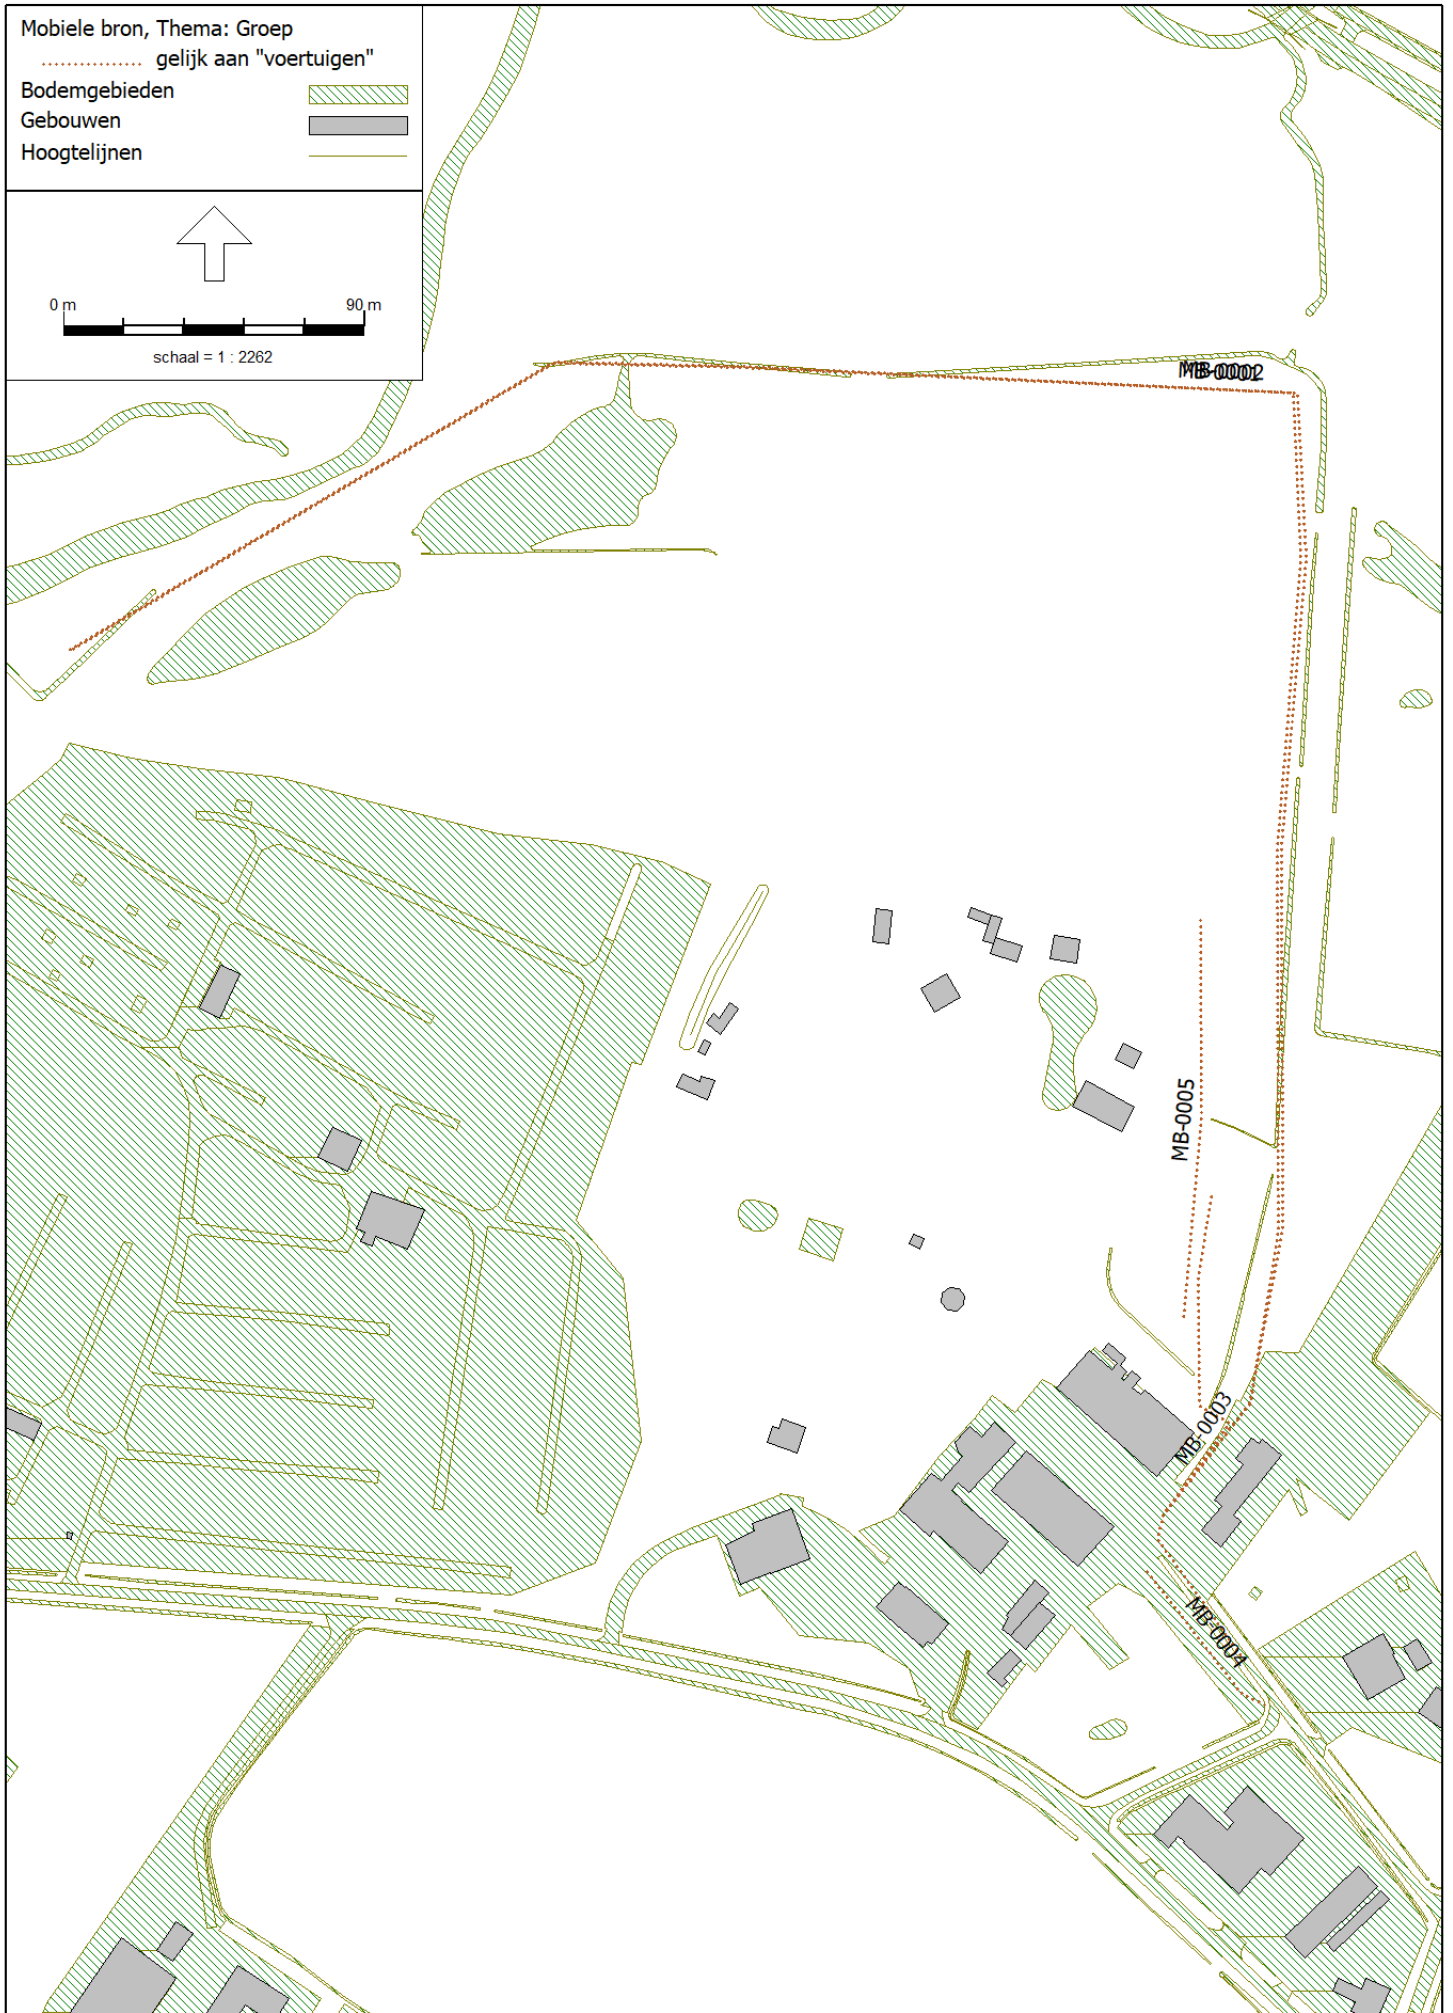 Mobiele bron, Thema: Groep
gelijk aan "voertuigen"
Bodemgebieden
Gebouwen
Hoogtelijnen
0 m 90 m
schaal = 1 : 2262
MB-0002
MB-0005
MB-0003
MB-0004